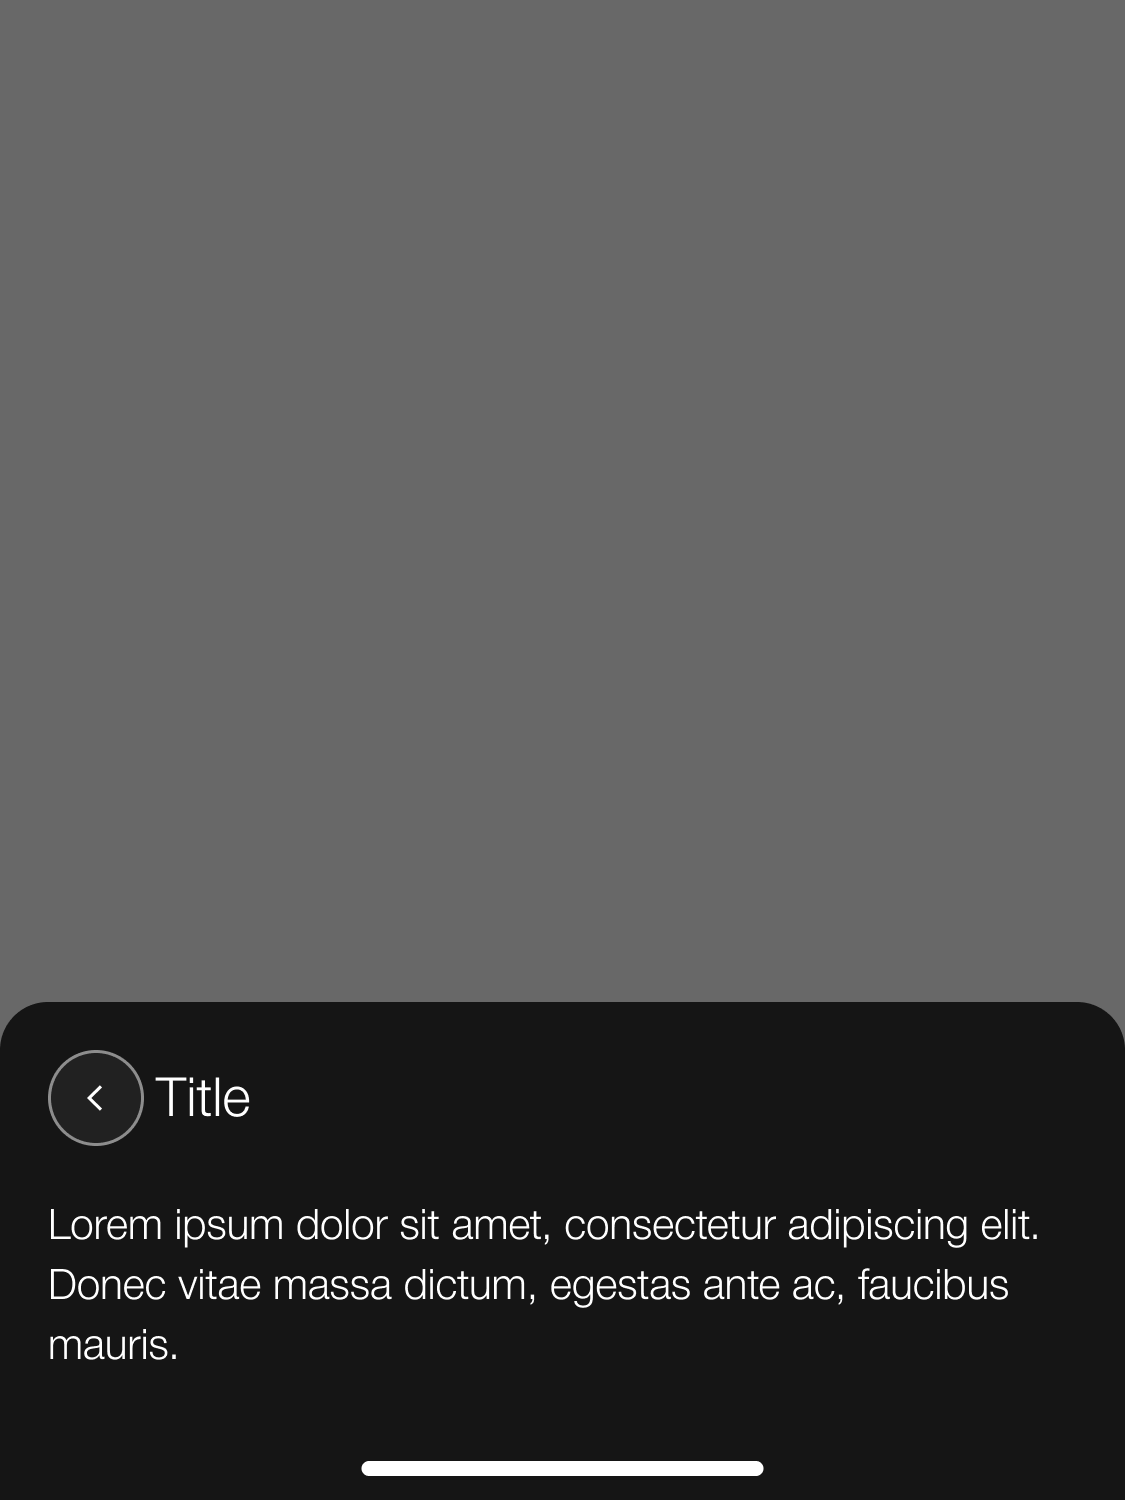 Title
Lorem ipsum dolor sit amet, consectetur adipiscing elit.
Donec vitae massa dictum, egestas ante ac, faucibus
mauris.